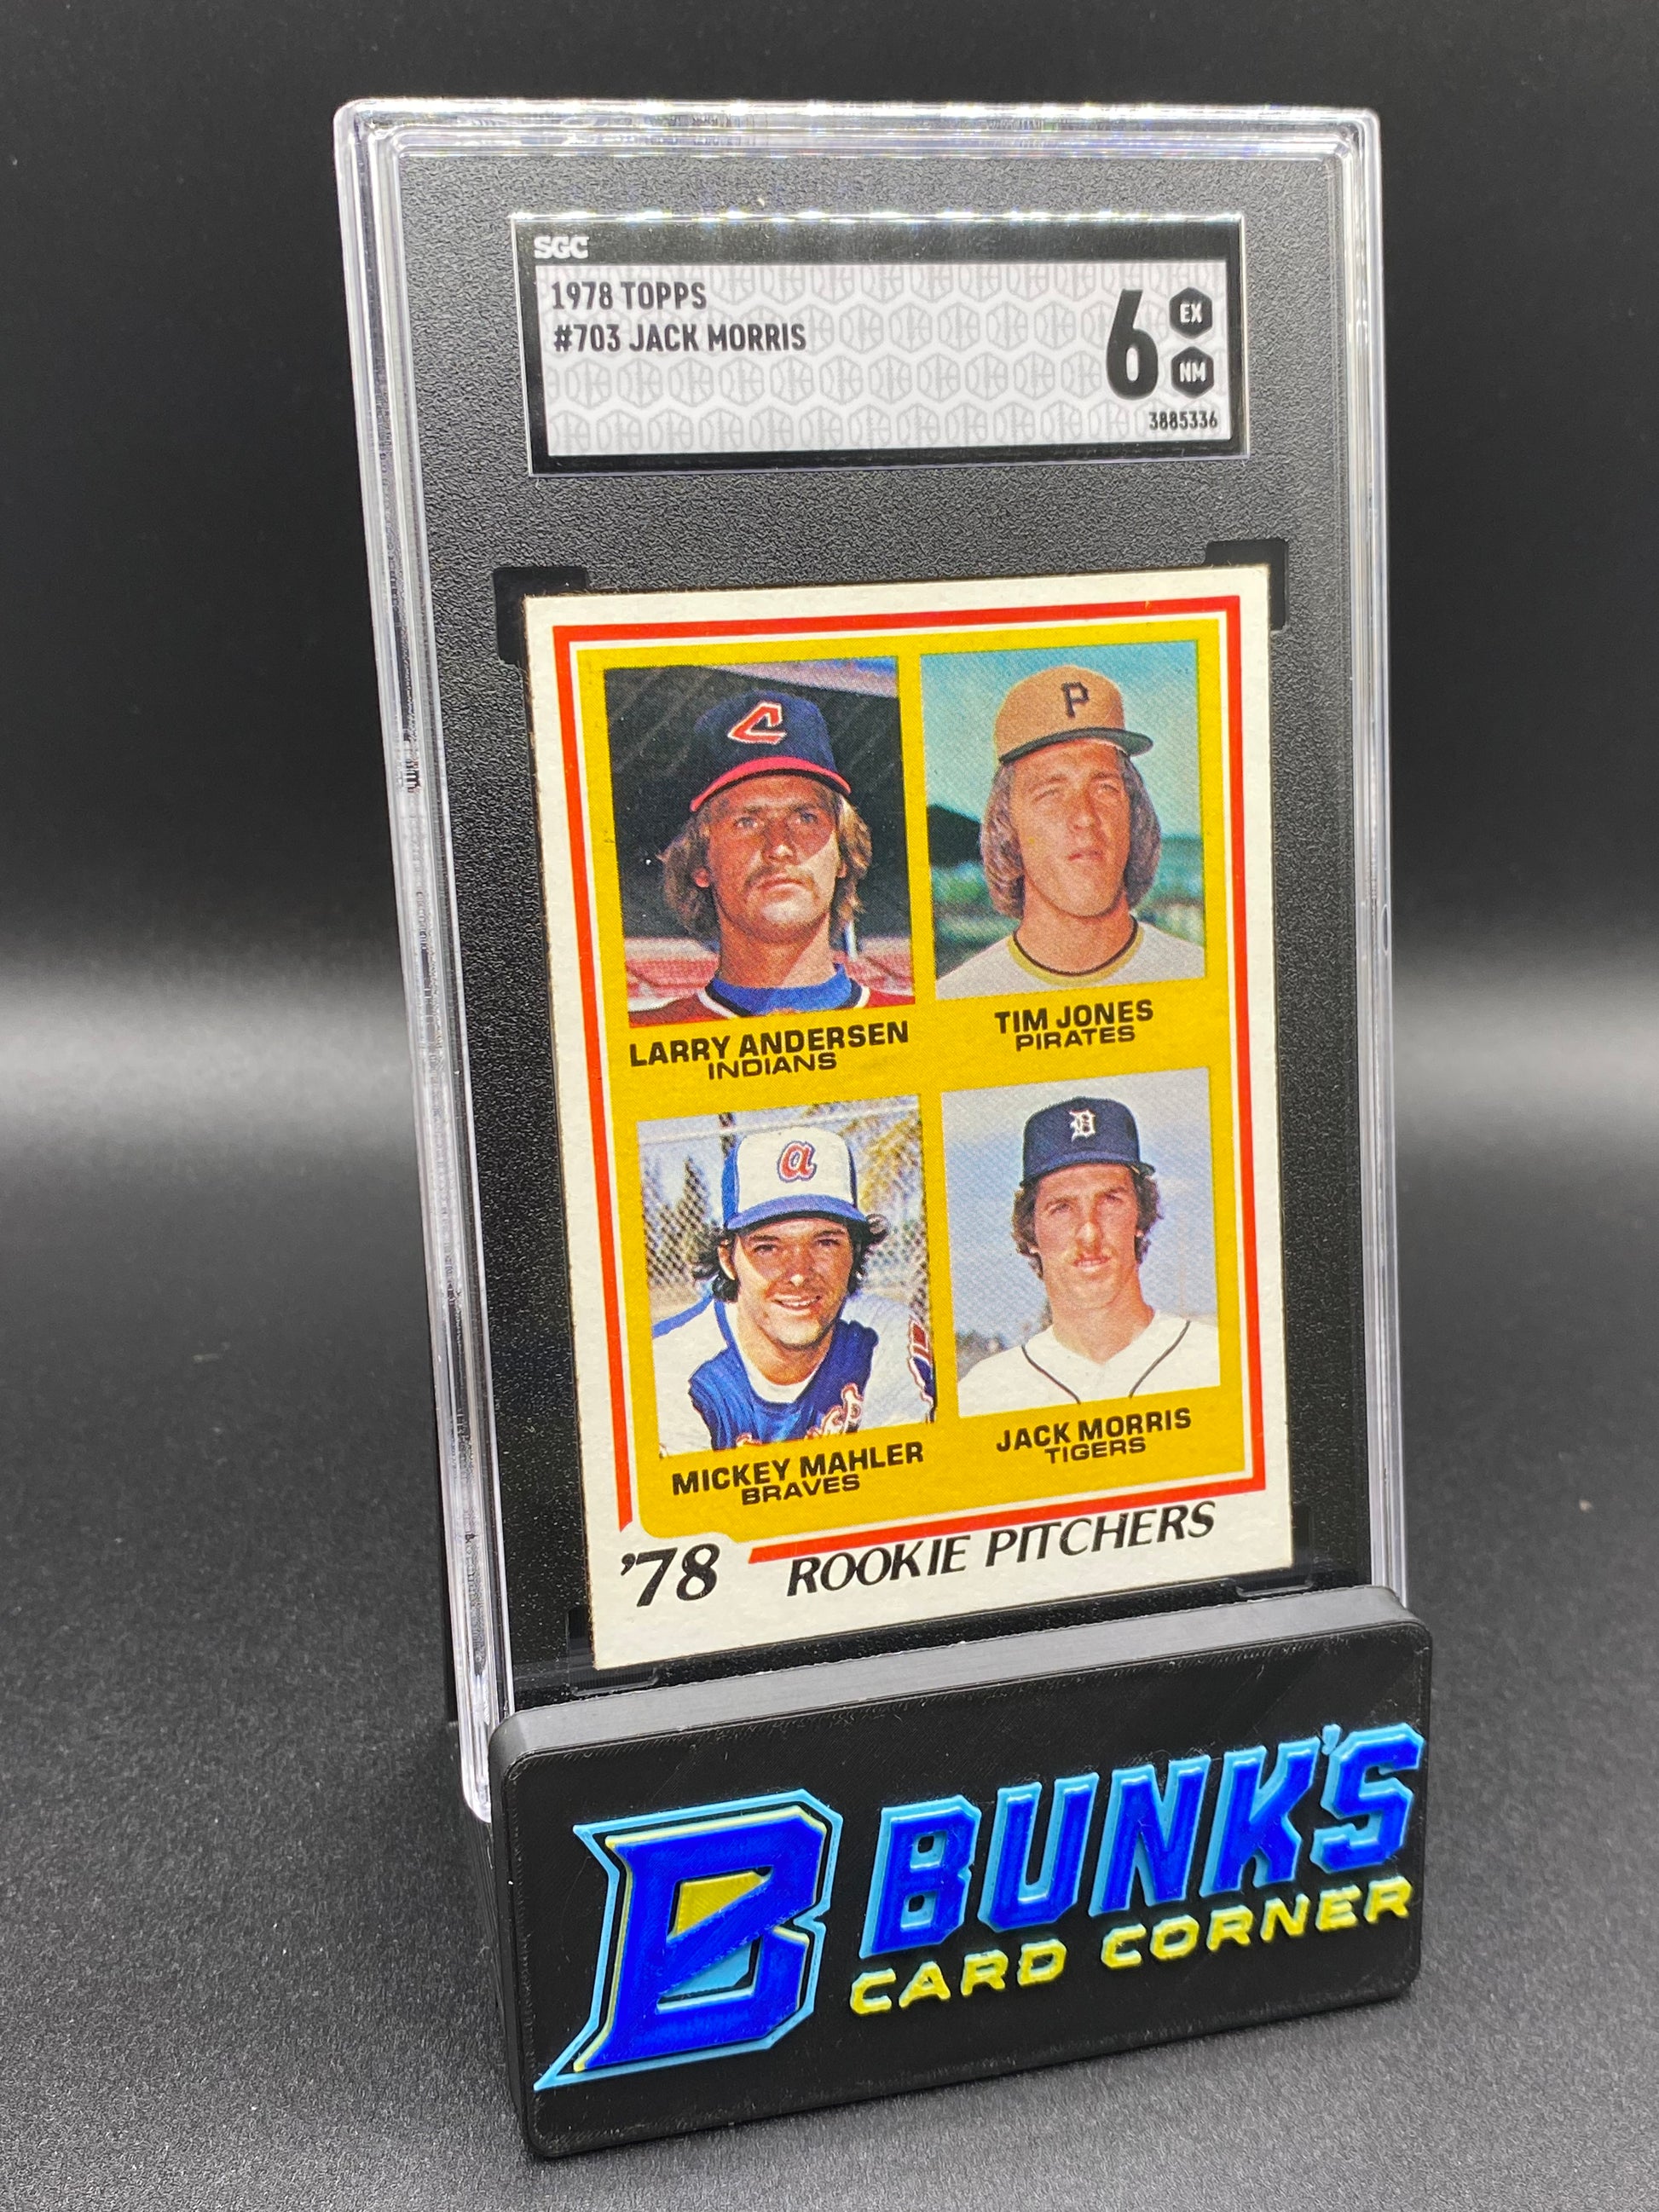 SGC
1978 TOPPS
#703 JACK MORRIS
6 EX
NM
3885336
C
P
LARRY ANDERSEN
INDIANS
TIM JONES
PIRATES
a
D
MICKEY MAHLER
BRAVES
JACK MORRIS
TIGERS
'78 ROOKIE PITCHERS
B BUNK'S
CARD CORNER